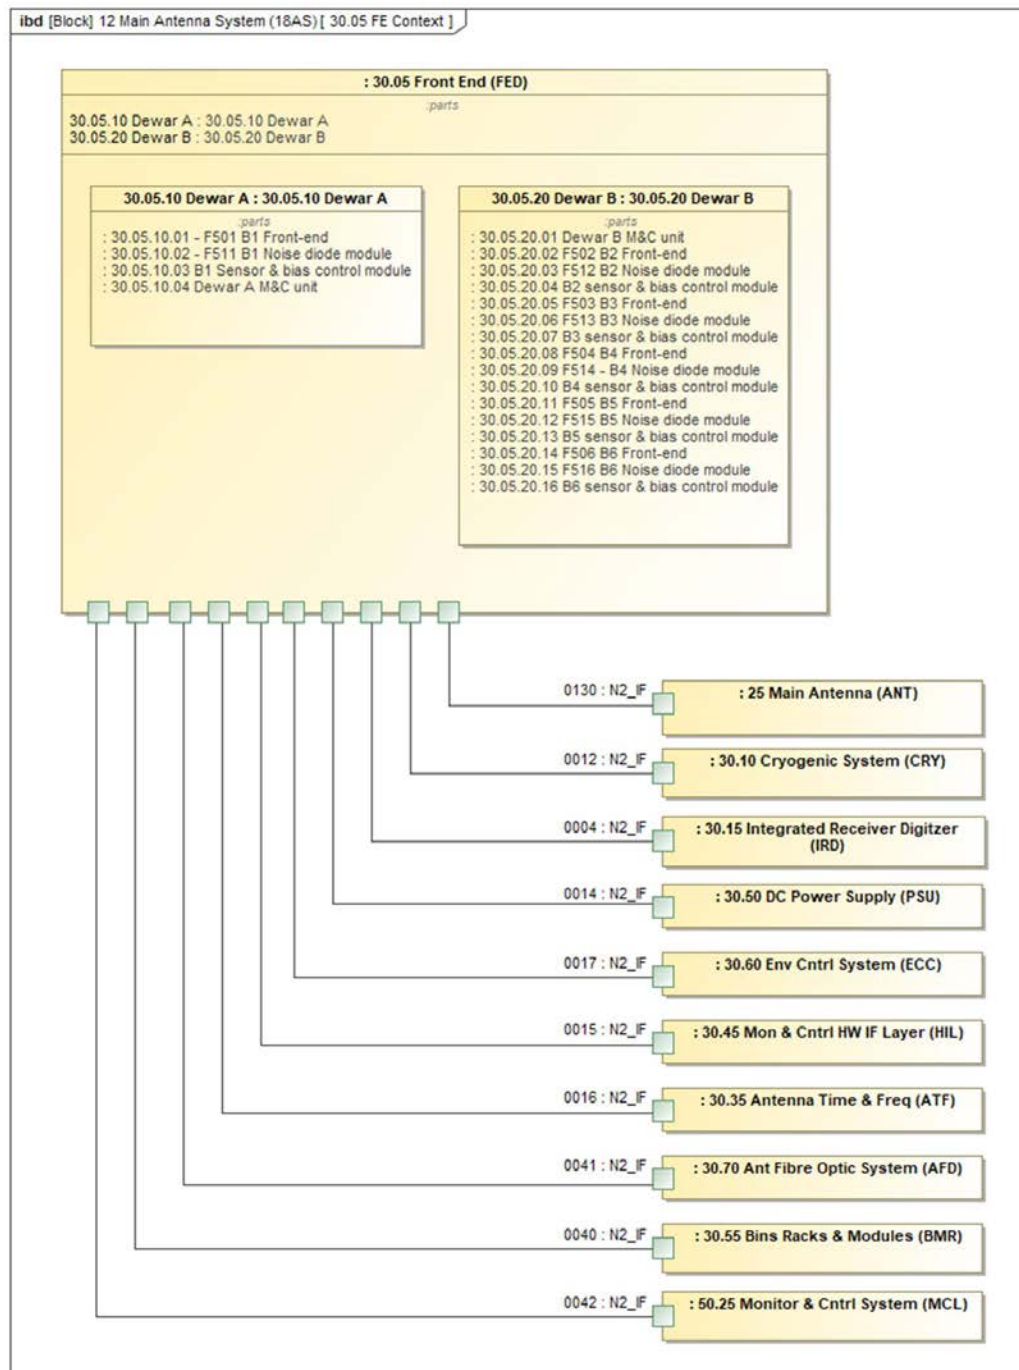 ibd [Block] 12 Main Antenna System (18AS) [ 30.05 FE Context ]
: 30.05 Front End (FED)
:parts
30.05.10 Dewar A : 30.05.10 Dewar A
30.05.20 Dewar B : 30.05.20 Dewar B
30.05.10 Dewar A : 30.05.10 Dewar A
:parts
: 30.05.10.01 - F501 B1 Front-end
: 30.05.10.02 - F511 B1 Noise diode module
: 30.05.10.03 B1 Sensor & bias control module
: 30.05.10.04 Dewar A M&C unit
30.05.20 Dewar B : 30.05.20 Dewar B
:parts
: 30.05.20.01 Dewar B M&C unit
: 30.05.20.02 F502 B2 Front-end
: 30.05.20.03 F512 B2 Noise diode module
: 30.05.20.04 B2 sensor & bias control module
: 30.05.20.05 F503 B3 Front-end
: 30.05.20.06 F513 B3 Noise diode module
: 30.05.20.07 B3 sensor & bias control module
: 30.05.20.08 F504 B4 Front-end
: 30.05.20.09 F514 - B4 Noise diode module
: 30.05.20.10 B4 sensor & bias control module
: 30.05.20.11 F505 B5 Front-end
: 30.05.20.12 F515 B5 Noise diode module
: 30.05.20.13 B5 sensor & bias control module
: 30.05.20.14 F506 B6 Front-end
: 30.05.20.15 F516 B6 Noise diode module
: 30.05.20.16 B6 sensor & bias control module
0130 : N2_IF
: 25 Main Antenna (ANT)
0012 : N2_IF
: 30.10 Cryogenic System (CRY)
0004 : N2_IF
: 30.15 Integrated Receiver Digitzer
(IRD)
0014 : N2_IF
: 30.50 DC Power Supply (PSU)
0017 : N2_IF
: 30.60 Env Cntrl System (ECC)
0015 : N2_IF
: 30.45 Mon & Cntrl HW IF Layer (HIL)
0016 : N2_IF
: 30.35 Antenna Time & Freq (ATF)
0041 : N2_IF
: 30.70 Ant Fibre Optic System (AFD)
0040 : N2_IF
: 30.55 Bins Racks & Modules (BMR)
0042 : N2_IF
: 50.25 Monitor & Cntrl System (MCL)